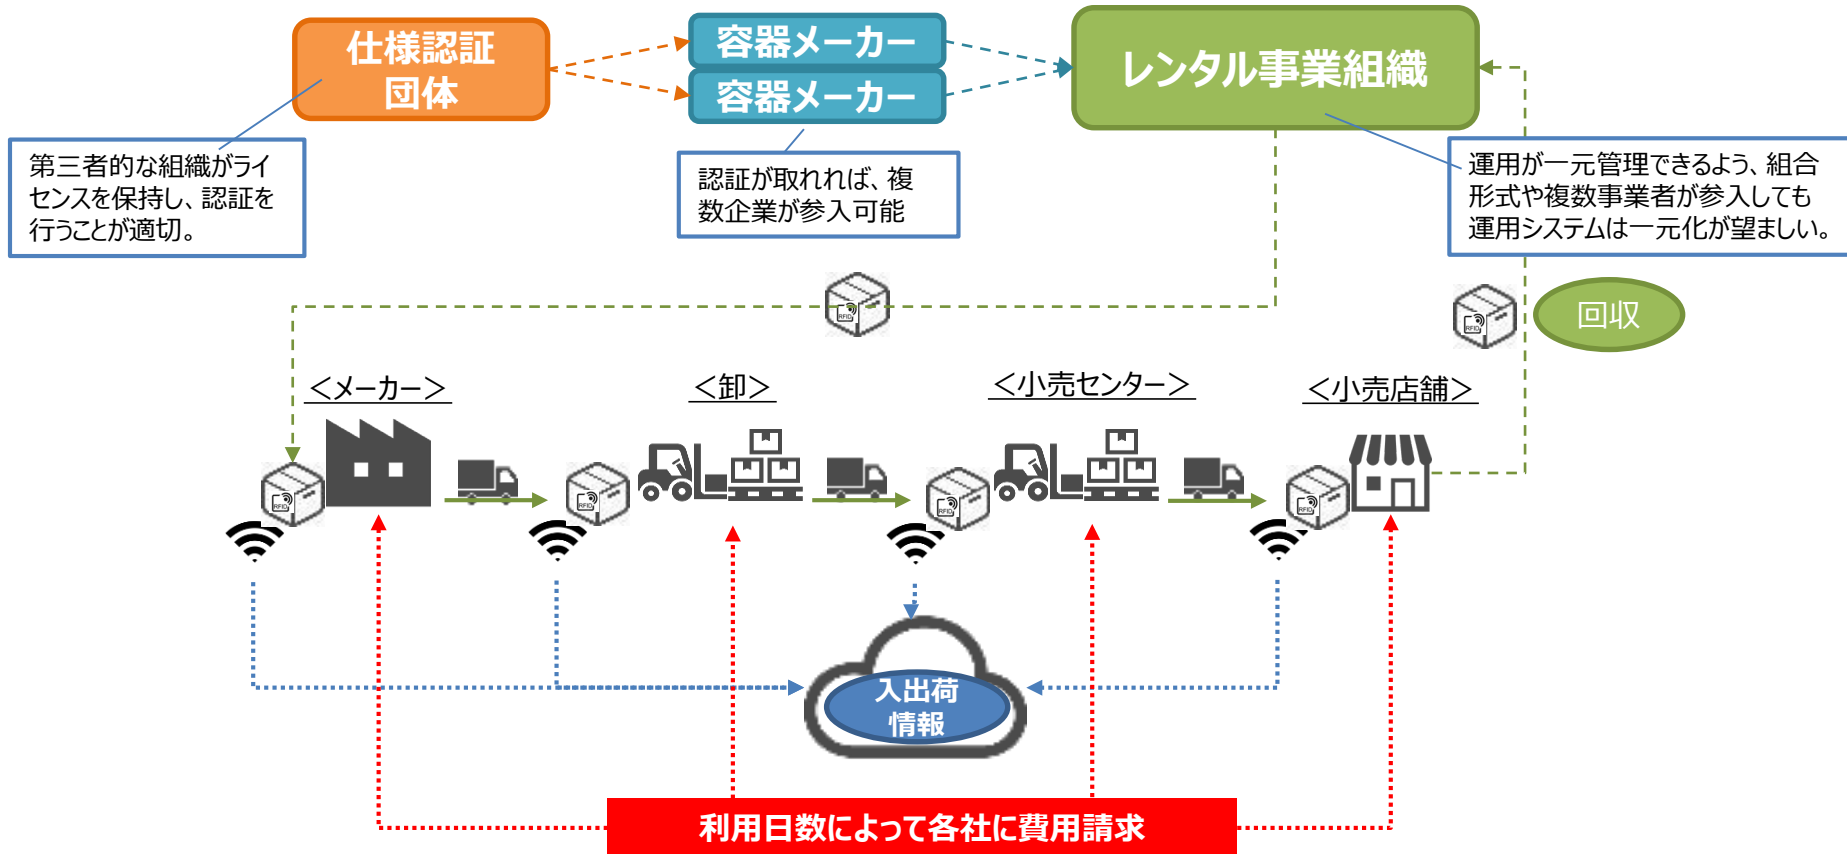 仕様認証
団体
容器メーカー
容器メーカー
レンタル事業組織
第三者的な組織がライ
センスを保持し、認証を
行うことが適切。
認証が取れれば、複
数企業が参入可能
運用が一元管理できるよう、組合
形式や複数事業者が参入しても
運用システムは一元化が望ましい。
RFID
RFID
回収
＜メーカー＞
＜卸＞
＜小売センター＞
＜小売店舗＞
RFID
RFID
RFID
RFID
入出荷
情報
利用日数によって各社に費用請求